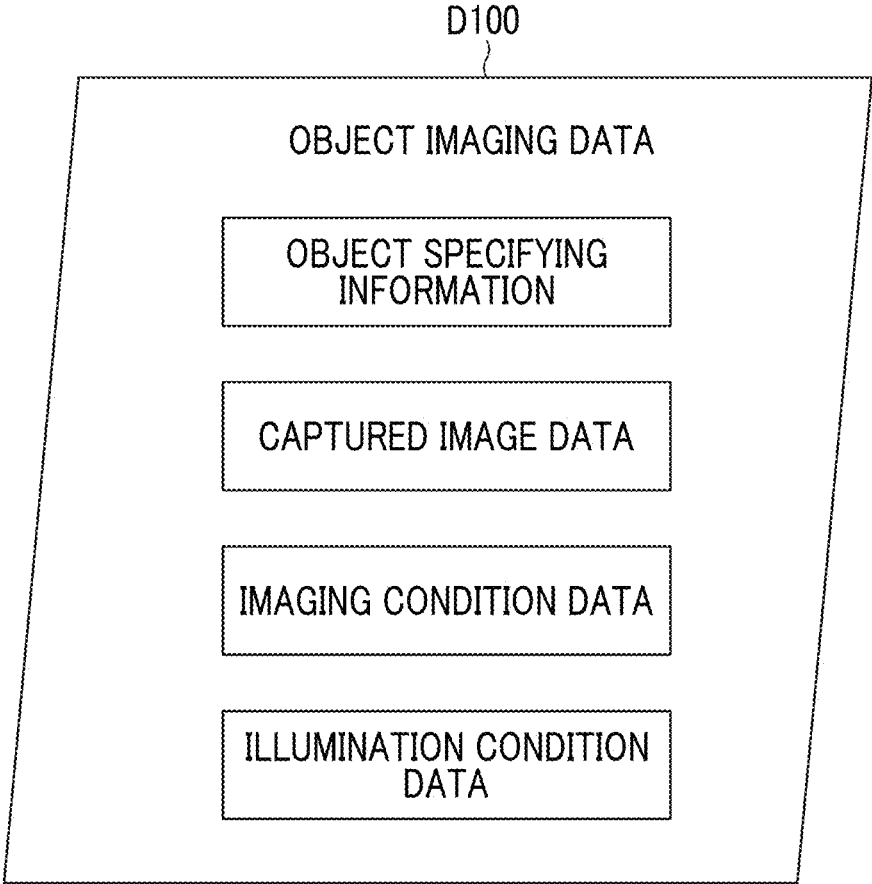 D100
OBJECT IMAGING DATA
OBJECT SPECIFYING
INFORMATION
CAPTURED IMAGE DATA
IMAGING CONDITION DATA
ILLUMINATION CONDITION
DATA